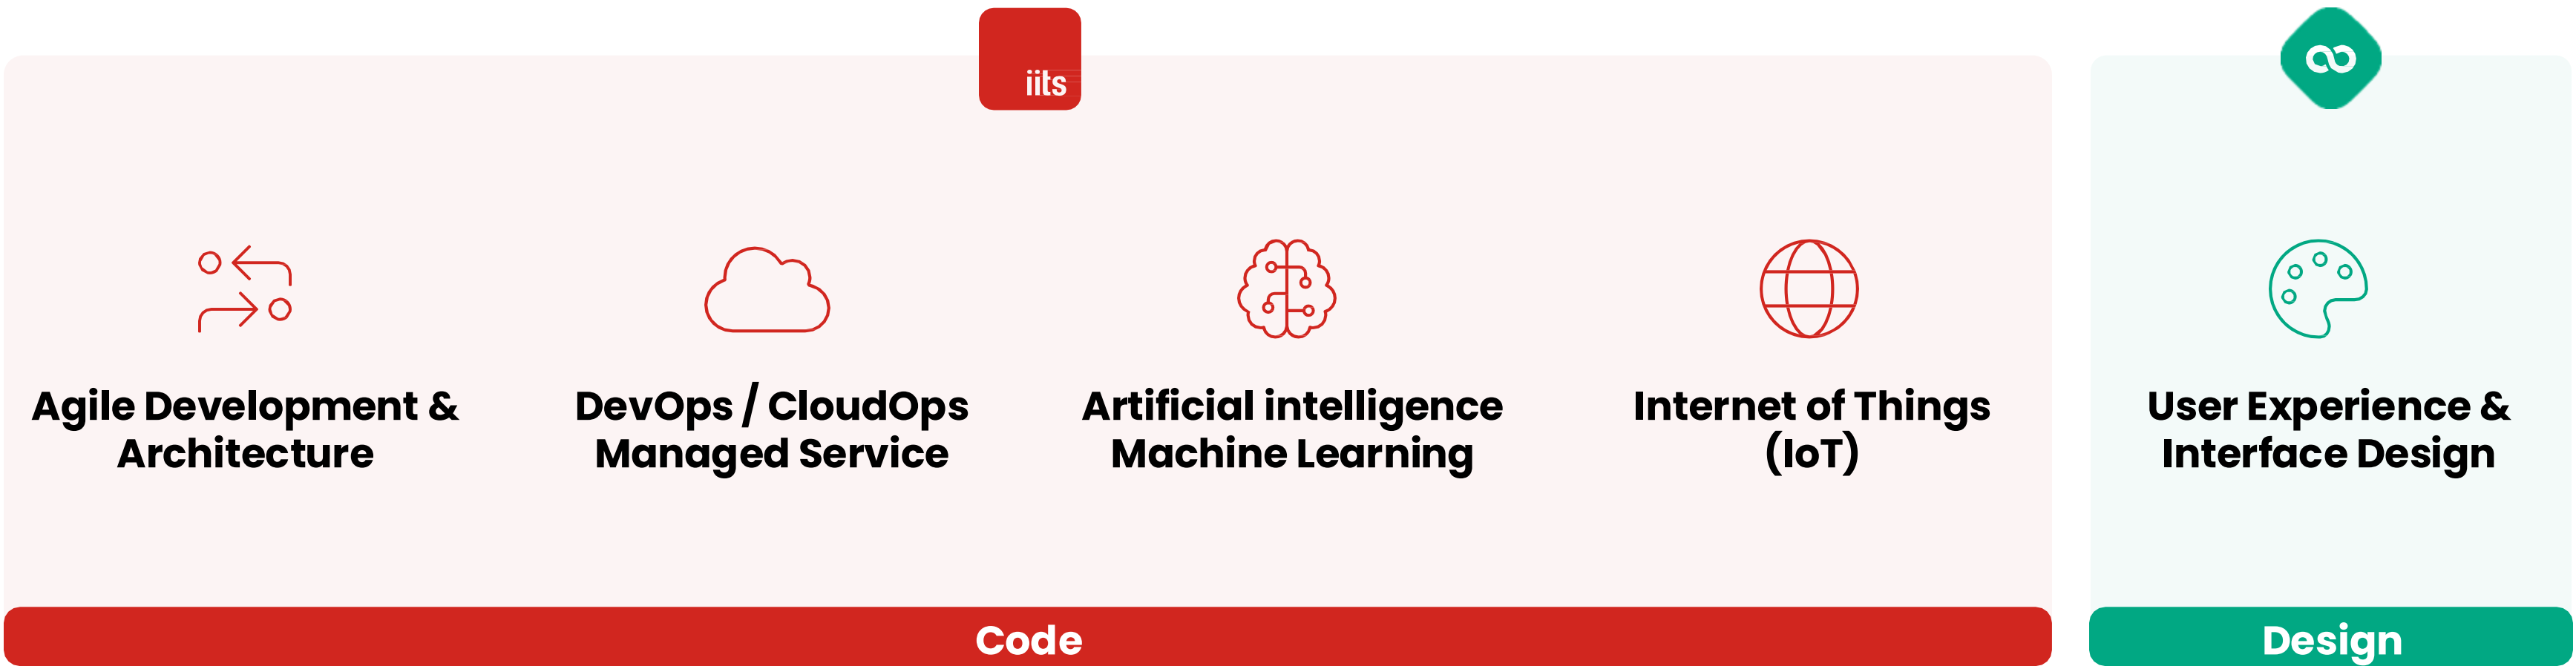 iits
Agile Development &
Architecture
DevOps / CloudOps
Managed Service
Artificial intelligence
Machine Learning
Internet of Things
(IoT)
Code
User Experience &
Interface Design
Design